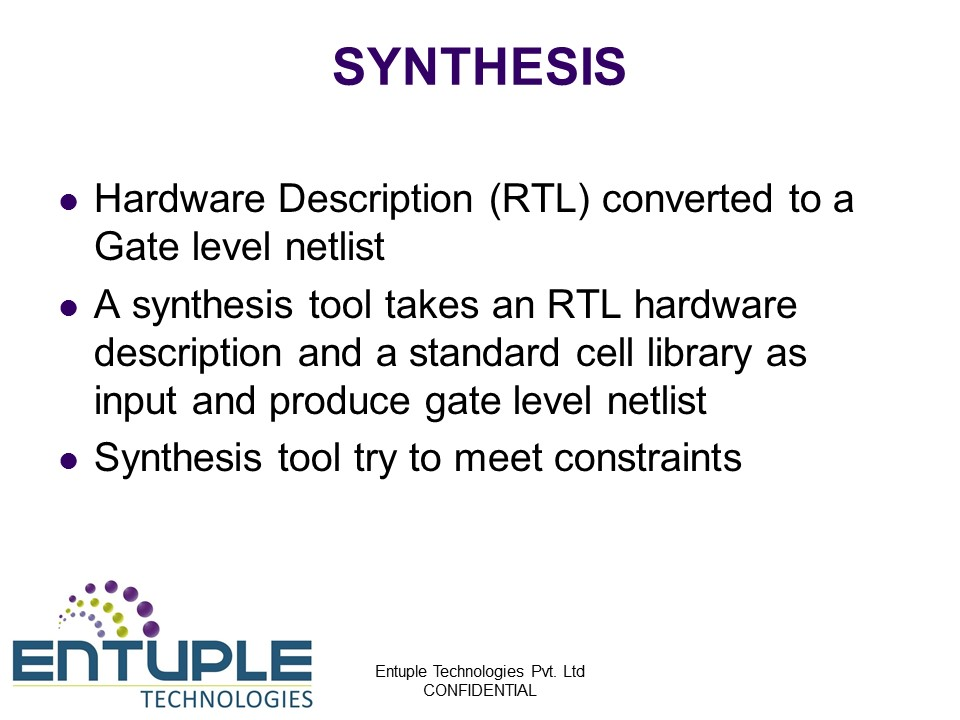 SYNTHESIS
Hardware Description (RTL) converted to a
Gate level netlist
A synthesis tool takes an RTL hardware
description and a standard cell library as
input and produce gate level netlist
Synthesis tool try to meet constraints
ENTUPLE
TECHNOLOGIES
Entuple Technologies Pvt. Ltd
CONFIDENTIAL